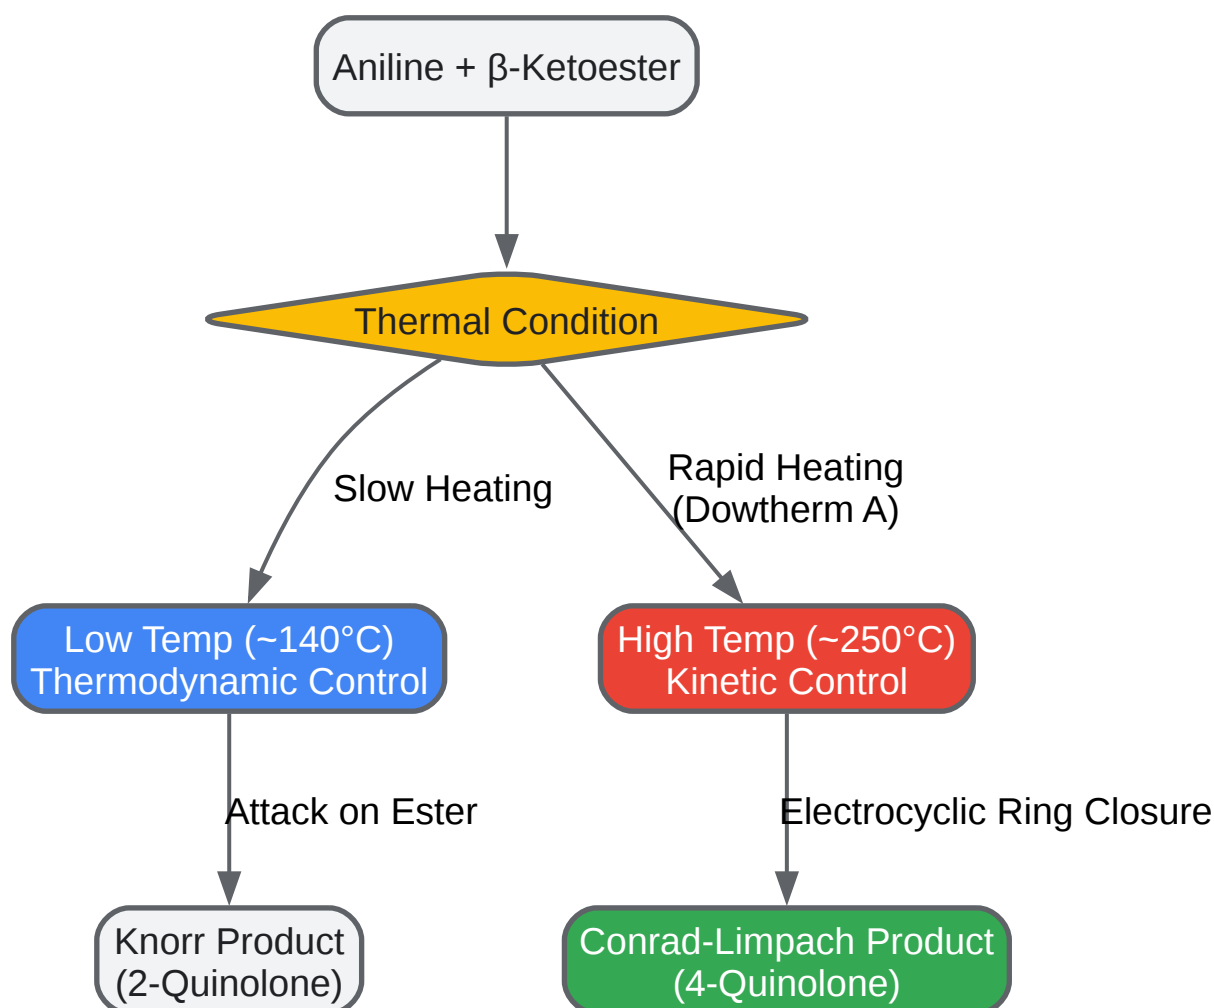 Aniline + β-Ketoester
Thermal Condition
Slow Heating
Rapid Heating
(Dowtherm A)
Low Temp (~140°C)
Thermodynamic Control
High Temp (~250°C)
Kinetic Control
Attack on Ester
Electrocyclic Ring Closure
Knorr Product
(2-Quinolone)
Conrad-Limpach Product
(4-Quinolone)